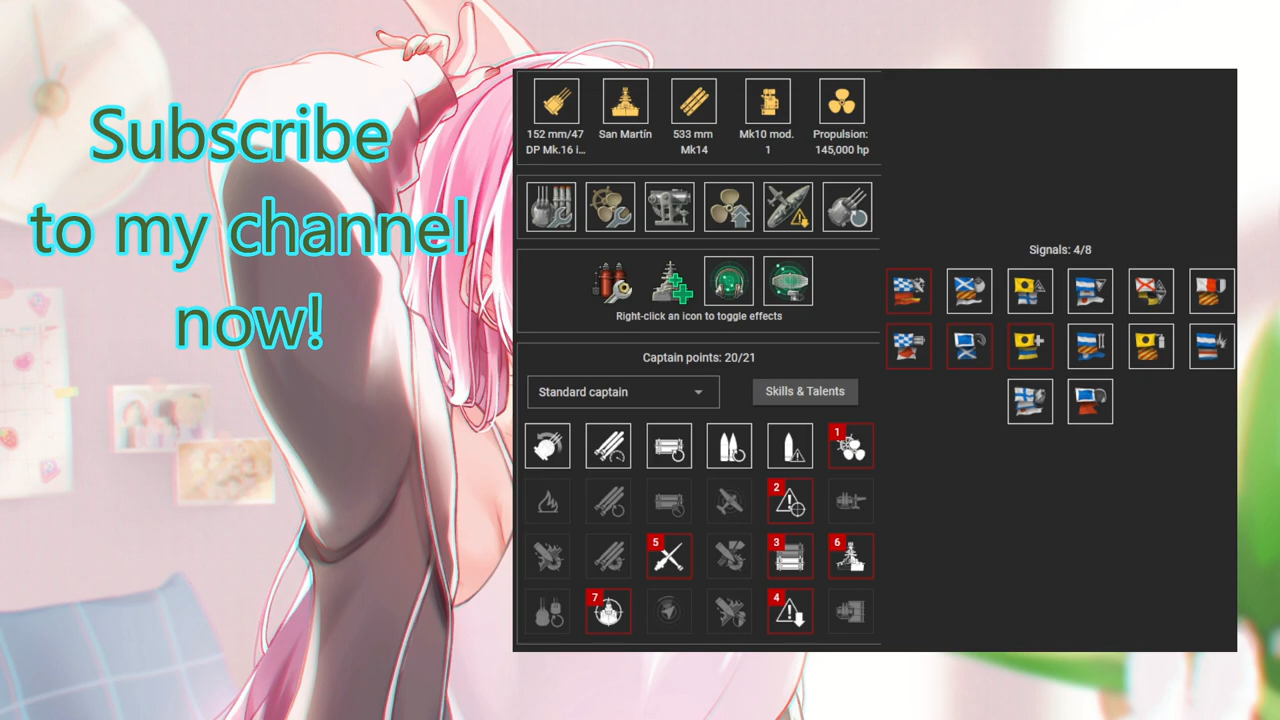 Subscribe
to my channel
now!
152 mm/47
DP Mk.16 i...
San Martín
533 mm
Mk14
Mk10 mod.
1
Propulsion:
145,000 hp
Right-click an icon to toggle effects
Captain points: 20/21
Standard captain
Skills & Talents
1
2
5
3
6
7
4
Signals: 4/8